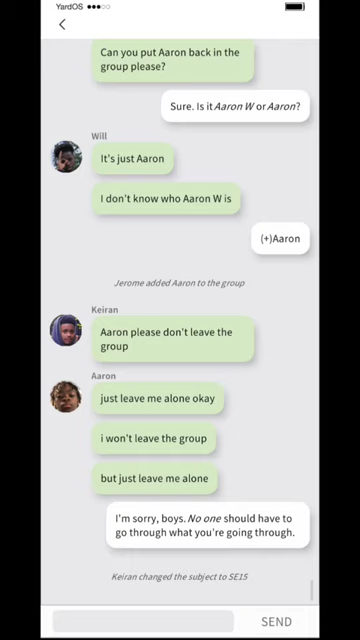 YardOS
Can you put Aaron back in the
group please?
Sure. Is it Aaron W or Aaron?
Will
It's just Aaron
I don't know who Aaron W is
(+)Aaron
Jerome added Aaron to the group
Keiran
Aaron please don't leave the
group
Aaron
just leave me alone okay
i won't leave the group
but just leave me alone
I'm sorry, boys. No one should have to
go through what you're going through.
Keiran changed the subject to SE15
SEND